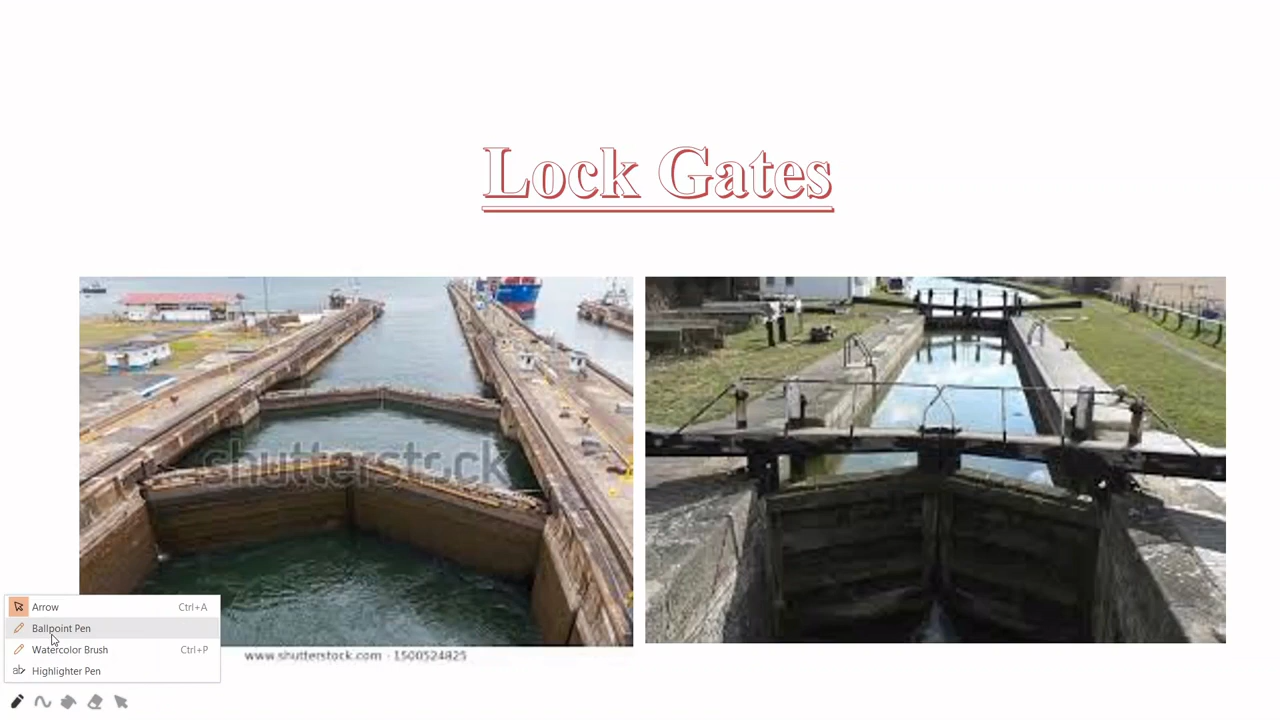 Lock Gates
shutterstock
www.shutterstock.com · 1500524825
Arrow Ctrl+A
Ballpoint Pen
Watercolor Brush Ctrl+P
Highlighter Pen